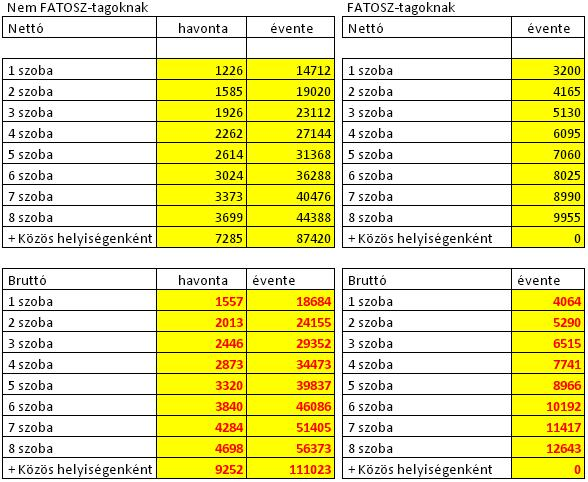 Nem FATOSZ-tagoknak FATOSZ-tagoknak
Nettó havonta évente Nettó évente
1 szoba 1226 14712 1 szoba 3200
2 szoba 1585 19020 2 szoba 4165
3 szoba 1926 23112 3 szoba 5130
4 szoba 2262 27144 4 szoba 6095
5 szoba 2614 31368 5 szoba 7060
6 szoba 3024 36288 6 szoba 8025
7 szoba 3373 40476 7 szoba 8990
8 szoba 3699 44388 8 szoba 9955
+ Közös helyiségenként 7285 87420 + Közös helyiségenként 0
Bruttó havonta évente Bruttó évente
1 szoba 1557 18684 1 szoba 4064
2 szoba 2013 24155 2 szoba 5290
3 szoba 2446 29352 3 szoba 6515
4 szoba 2873 34473 4 szoba 7741
5 szoba 3320 39837 5 szoba 8966
6 szoba 3840 46086 6 szoba 10192
7 szoba 4284 51405 7 szoba 11417
8 szoba 4698 56373 8 szoba 12643
+ Közös helyiségenként 9252 111023 + Közös helyiségenként 0